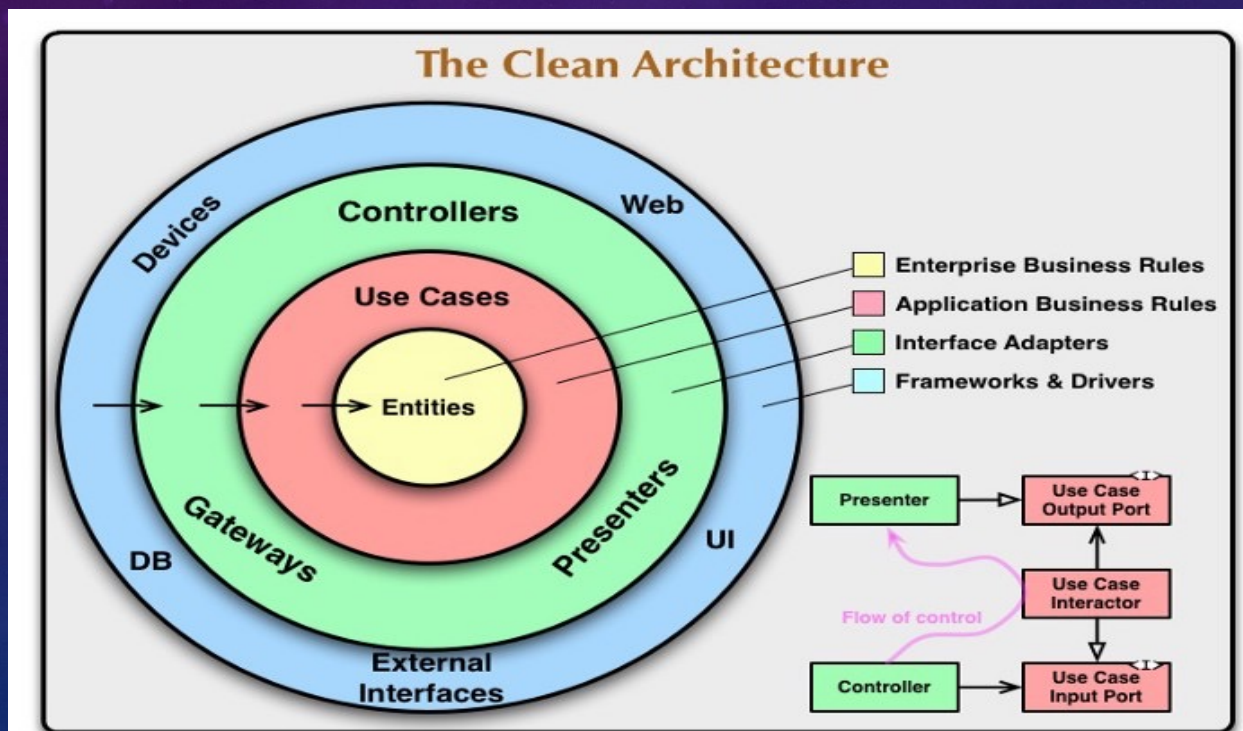 The Clean Architecture
Devices
Controllers
Web
Use Cases
Entities
Gateways
Presenters
DB
UI
External
Interfaces
Enterprise Business Rules
Application Business Rules
Interface Adapters
Frameworks & Drivers
Presenter
<I>
Use Case
Output Port
Flow of control
Use Case
Interactor
Controller
<I>
Use Case
Input Port